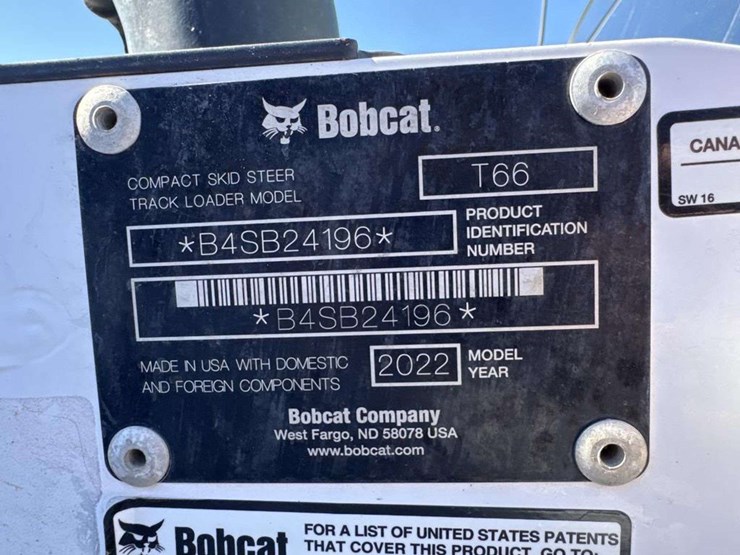 Bobcat.
COMPACT SKID STEER
TRACK LOADER MODEL
T66
*B4SB24196*
PRODUCT
IDENTIFICATION
NUMBER
*B4SB24196*
MADE IN USA WITH DOMESTIC
AND FOREIGN COMPONENTS
2022
MODEL
YEAR
Bobcat Company
West Fargo, ND 58078 USA
www.bobcat.com
CANA
SW 16
Bobcat
FOR A LIST OF UNITED STATES PATENTS
THAT COVER THIS PRODUCT, GO TO